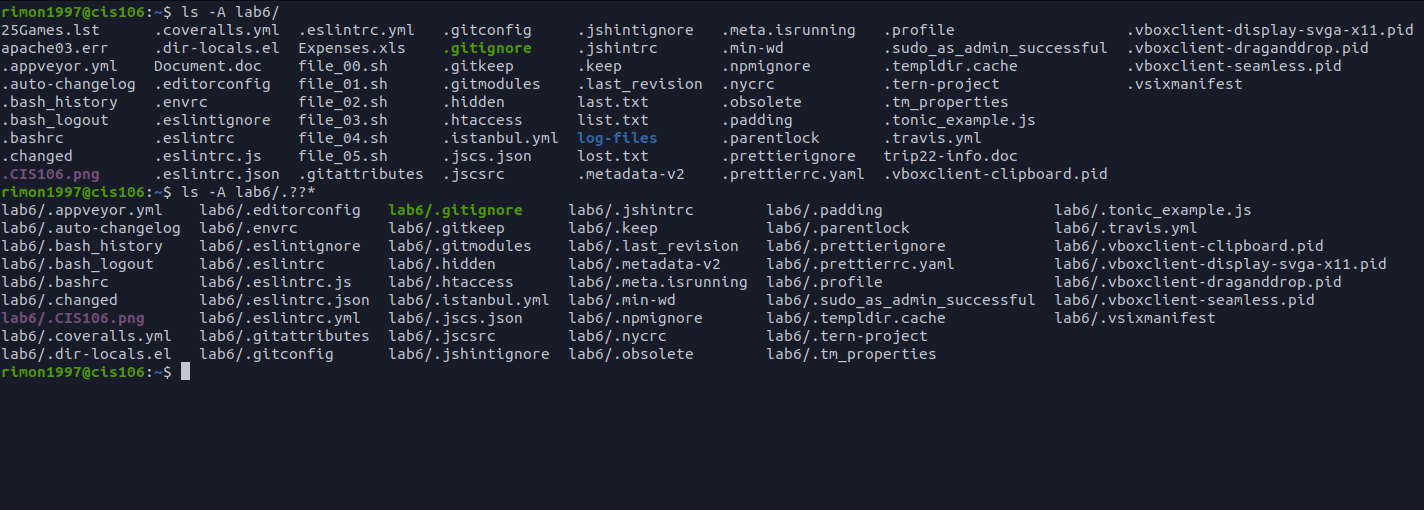 rimon1997@cis106:~$ ls -A lab6/
25Games.lst .coveralls.yml .eslintrc.yml .gitconfig .jshintignore .meta.isrunning .profile .vboxclient-display-svga-x11.pid
apache03.err .dir-locals.el Expenses.xls .gitignore .jshintrc .min-wd .sudo_as_admin_successful .vboxclient-draganddrop.pid
.appveyor.yml Document.doc file_00.sh .gitkeep .keep .npmignore .templdir.cache .vboxclient-seamless.pid
.auto-changelog .editorconfig file_01.sh .gitmodules .last_revision .nycrc .tern-project .vsixmanifest
.bash_history .envrc file_02.sh .hidden last.txt .obsolete .tm_properties
.bash_logout .eslintignore file_03.sh .htaccess list.txt .padding .tonic_example.js
.bashrc .eslintrc file_04.sh .istanbul.yml log-files .parentlock .travis.yml
.changed .eslintrc.js file_05.sh .jscs.json lost.txt .prettierignore trip22-info.doc
.CIS106.png .eslintrc.json .gitattributes .jscsrc .metadata-v2 .prettierrc.yaml .vboxclient-clipboard.pid
rimon1997@cis106:~$ ls -A lab6/.??*
lab6/.appveyor.yml lab6/.editorconfig lab6/.gitignore lab6/.jshintrc lab6/.padding lab6/.tonic_example.js
lab6/.auto-changelog lab6/.envrc lab6/.gitkeep lab6/.keep lab6/.parentlock lab6/.travis.yml
lab6/.bash_history lab6/.eslintignore lab6/.gitmodules lab6/.last_revision lab6/.prettierignore lab6/.vboxclient-clipboard.pid
lab6/.bash_logout lab6/.eslintrc lab6/.hidden lab6/.metadata-v2 lab6/.prettierrc.yaml lab6/.vboxclient-display-svga-x11.pid
lab6/.bashrc lab6/.eslintrc.js lab6/.htaccess lab6/.meta.isrunning lab6/.profile lab6/.vboxclient-draganddrop.pid
lab6/.changed lab6/.eslintrc.json lab6/.istanbul.yml lab6/.min-wd lab6/.sudo_as_admin_successful lab6/.vboxclient-seamless.pid
lab6/.CIS106.png lab6/.eslintrc.yml lab6/.jscs.json lab6/.npmignore lab6/.templdir.cache lab6/.vsixmanifest
lab6/.coveralls.yml lab6/.gitattributes lab6/.jscsrc lab6/.nycrc lab6/.tern-project
lab6/.dir-locals.el lab6/.gitconfig lab6/.jshintignore lab6/.obsolete lab6/.tm_properties
rimon1997@cis106:~$